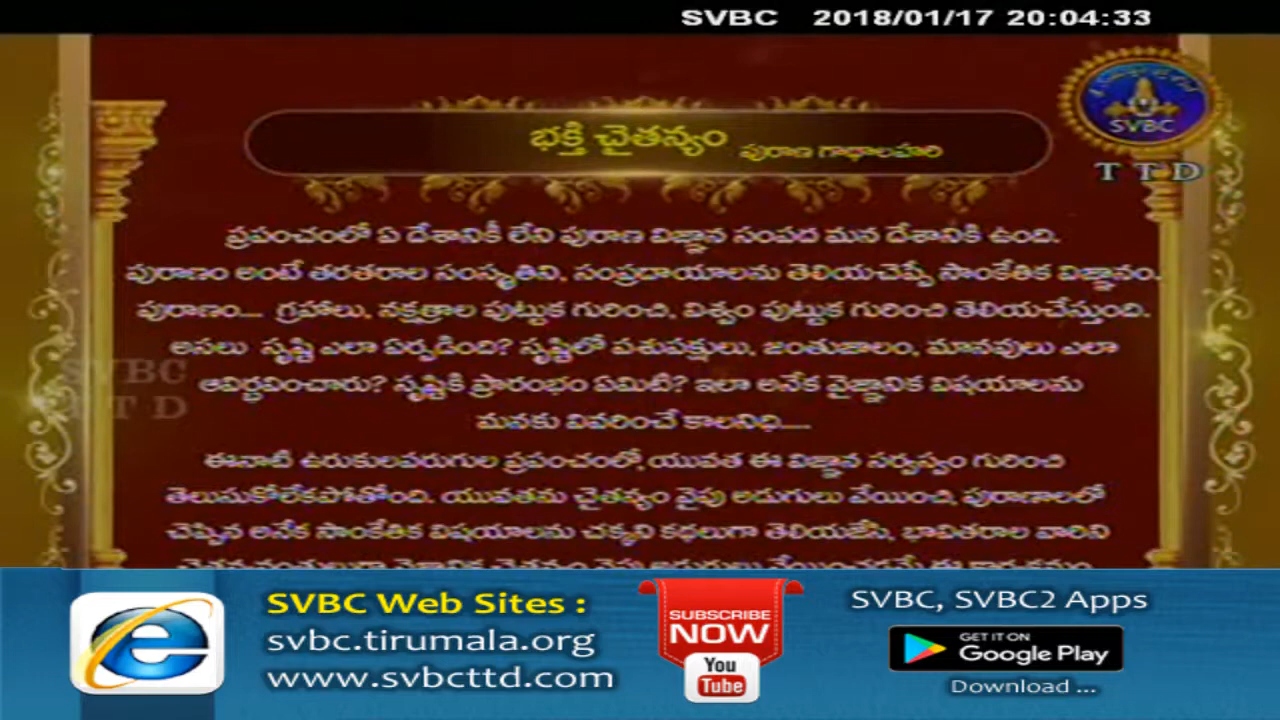 SVBC 2018/01/17 20:04:33
SVBC
T T D
భక్తి చైతన్యం పురాణ గాథాలహరి
ప్రపంచంలో ఏ దేశానికీ లేని పురాణ విజ్ఞాన సంపద మన దేశానికి ఉంది.
పురాణం అంటే తరతరాల సంస్కృతిని, సంప్రదాయాలను తెలియచెప్పే సాంకేతిక విజ్ఞానం.
పురాణం.... గ్రహాలు, నక్షత్రాల పుట్టుక గురించి, విశ్వం పుట్టుక గురించి తెలియచేస్తుంది.
అసలు సృష్టి ఎలా ఏర్పడింది? సృష్టిలో పశుపక్షులు, జంతుజాలం, మానవులు ఎలా
ఆవిర్భవించారు? సృష్టికి ప్రారంభం ఏమిటి? ఇలా అనేక వైజ్ఞానిక విషయాలను
మనకు వివరించే కాలనిధి.....
ఈనాటి ఉరుకులపరుగుల ప్రపంచంలో, యువత ఈ విజ్ఞాన సర్వస్వం గురించి
తెలుసుకోలేకపోతోంది. యువతను చైతన్యం వైపు అడుగులు వేయించి, పురాణాలలో
చెప్పిన అనేక సాంకేతిక విషయాలను చక్కని కథలుగా తెలియజేసి, భావితరాల వారిని
SVBC
T T D
SVBC Web Sites :
svbc.tirumala.org
www.svbcttd.com
SUBSCRIBE
NOW
You
Tube
SVBC, SVBC2 Apps
GET IT ON
Google Play
Download ...